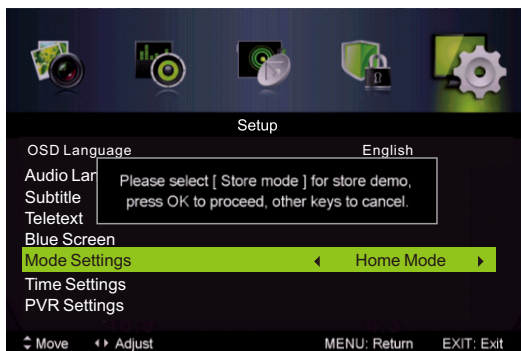 Setup
OSD Language English
Audio Lan
Please select [ Store mode ] for store demo,
press OK to proceed, other keys to cancel.
Subtitle
Teletext
Blue Screen
Mode Settings Home Mode
Time Settings
PVR Settings
Move Adjust MENU: Return EXIT: Exit